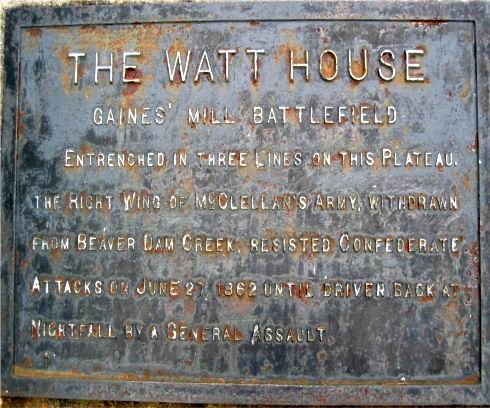 THE WATT HOUSE
GAINES' MILL BATTLEFIELD
ENTRENCHED IN THREE LINES ON THIS PLATEAU.
THE RIGHT WING OF MCCLELLAN'S ARMY, WITHDRAWN
FROM BEAVER DAM CREEK, RESISTED CONFEDERATE
ATTACKS ON JUNE 27, 1862 UNTIL DRIVEN BACK AT
NIGHTFALL BY A GENERAL ASSAULT